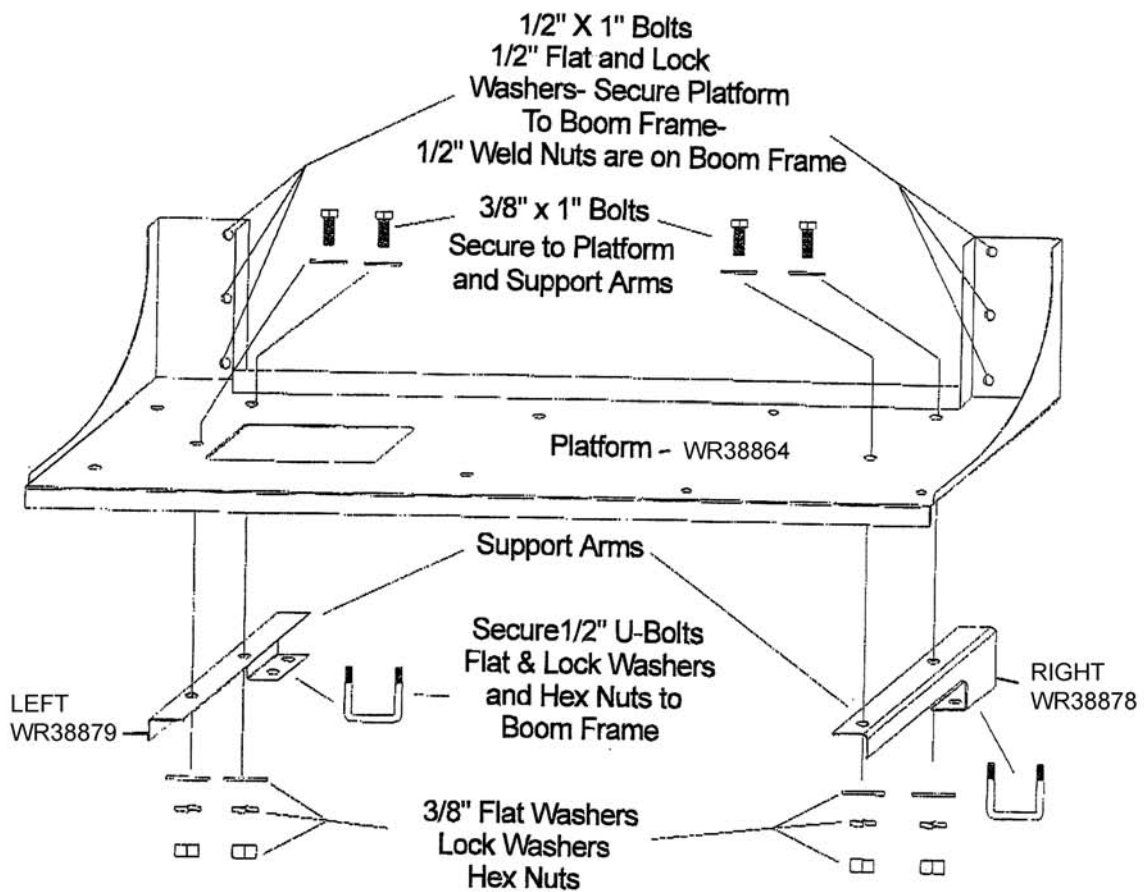 1/2" X 1" Bolts
1/2" Flat and Lock
Washers- Secure Platform
To Boom Frame-
1/2" Weld Nuts are on Boom Frame
3/8" x 1" Bolts
Secure to Platform
and Support Arms
Platform - WR38864
Support Arms
Secure1/2" U-Bolts
Flat & Lock Washers
and Hex Nuts to
Boom Frame
LEFT
WR38879
RIGHT
WR38878
3/8" Flat Washers
Lock Washers
Hex Nuts